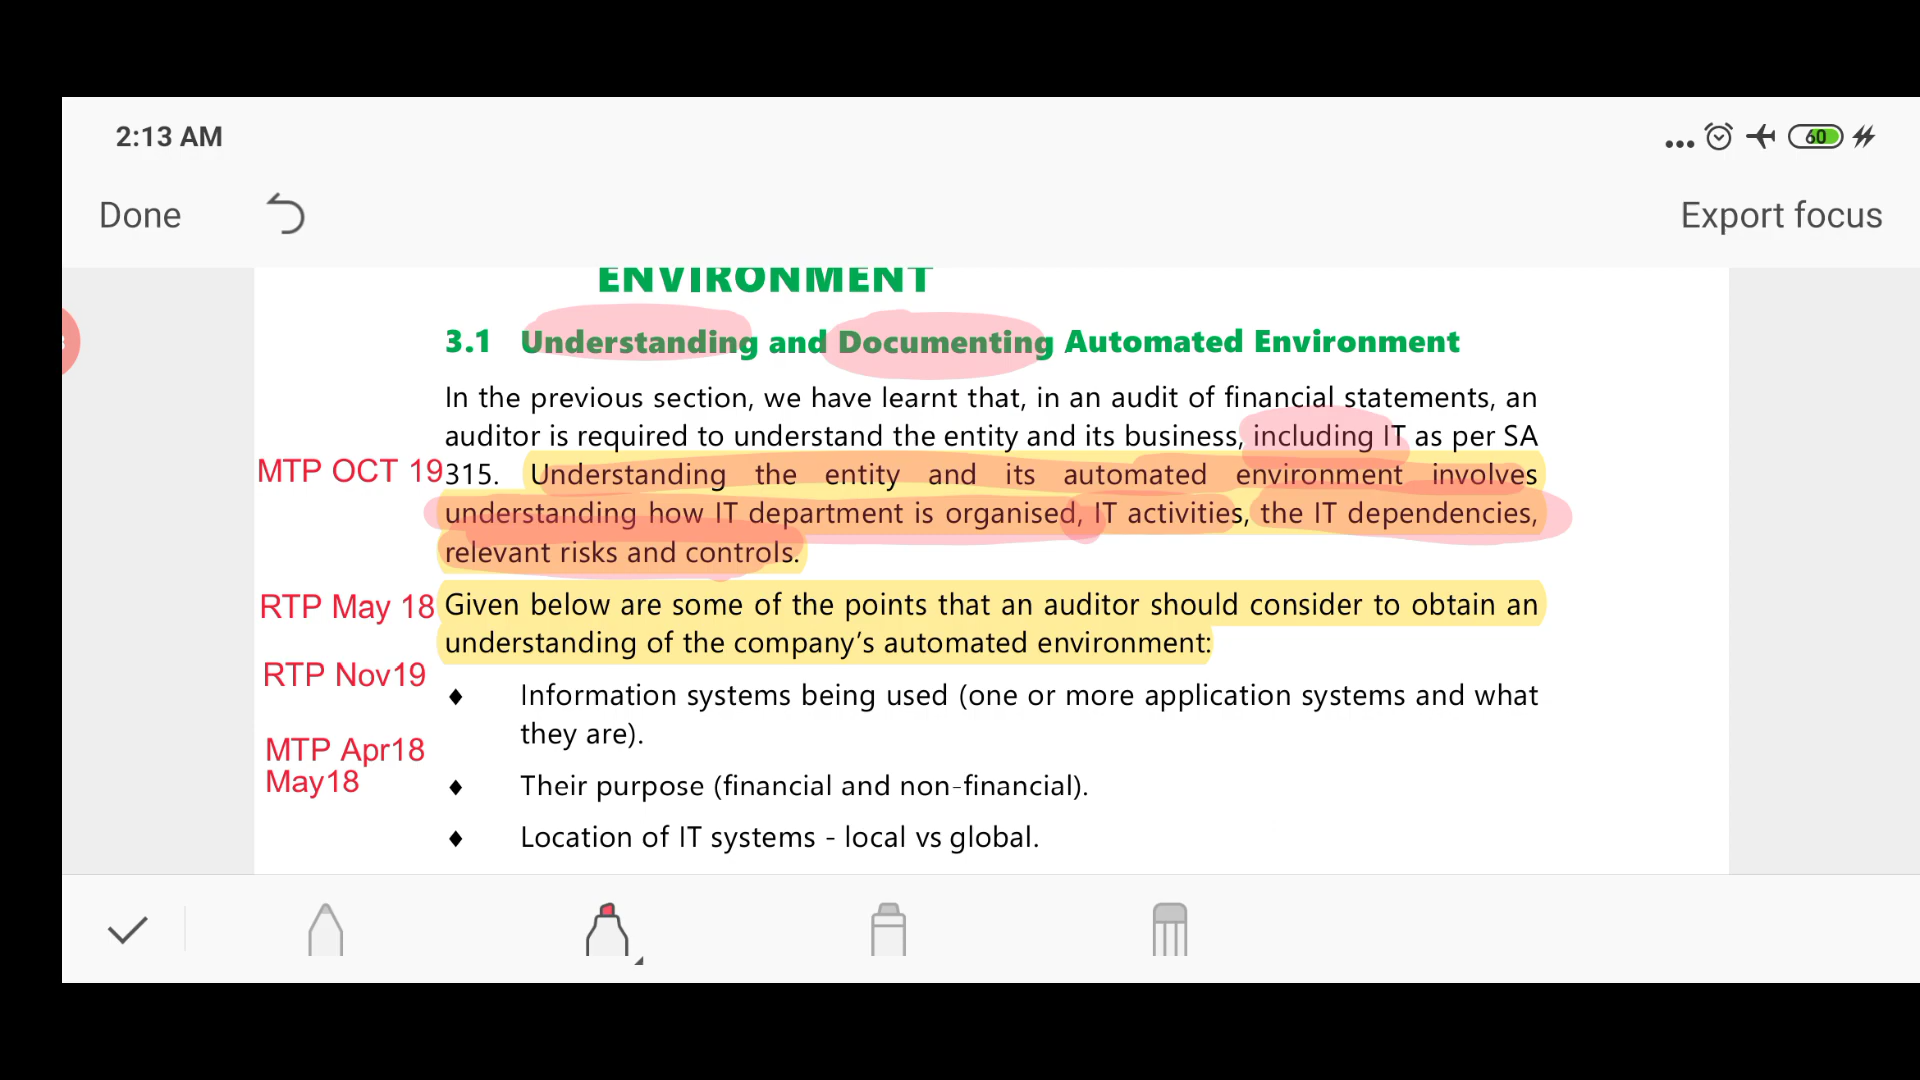 2:13 AM
60
Done
Export focus
ENVIRONMENT
3.1 Understanding and Documenting Automated Environment
In the previous section, we have learnt that, in an audit of financial statements, an
auditor is required to understand the entity and its business, including IT as per SA
MTP OCT 19
315. Understanding the entity and its automated environment involves
understanding how IT department is organised, IT activities, the IT dependencies,
relevant risks and controls.
RTP May 18
Given below are some of the points that an auditor should consider to obtain an
understanding of the company's automated environment:
RTP Nov19
♦ Information systems being used (one or more application systems and what
they are).
MTP Apr18
May18
♦ Their purpose (financial and non-financial).
♦ Location of IT systems - local vs global.